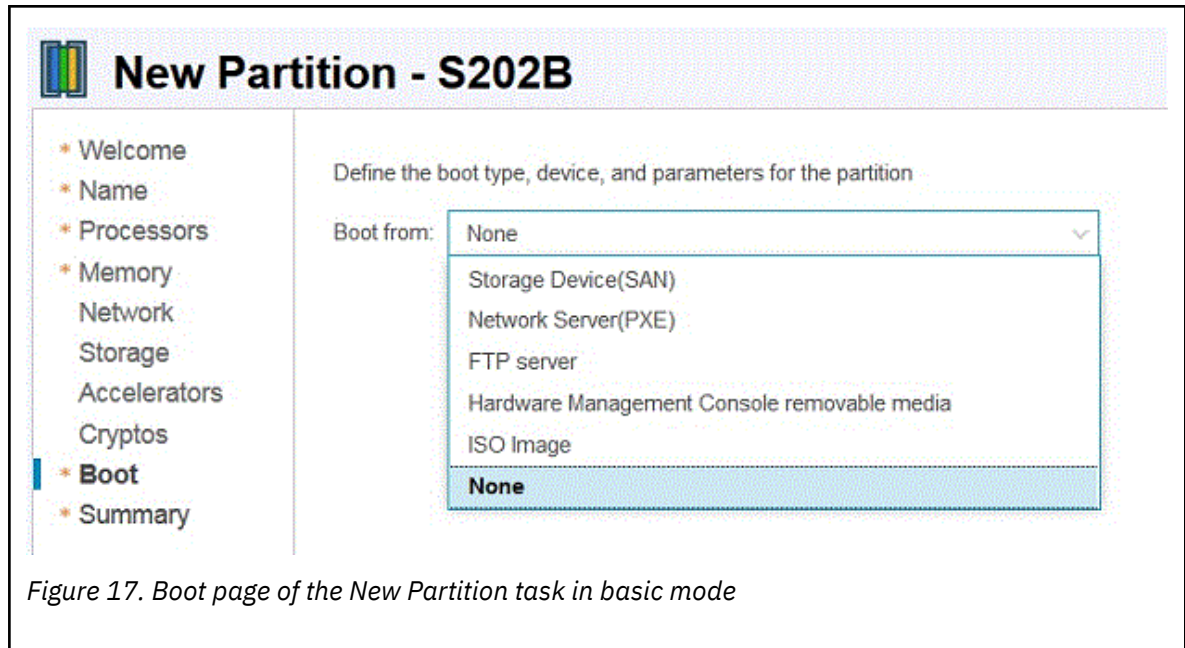 New Partition - S202B
* Welcome
* Name
* Processors
* Memory
Network
Storage
Accelerators
Cryptos
* Boot
* Summary
Define the boot type, device, and parameters for the partition
Boot from: None
Storage Device(SAN)
Network Server(PXE)
FTP server
Hardware Management Console removable media
ISO Image
None
Figure 17. Boot page of the New Partition task in basic mode